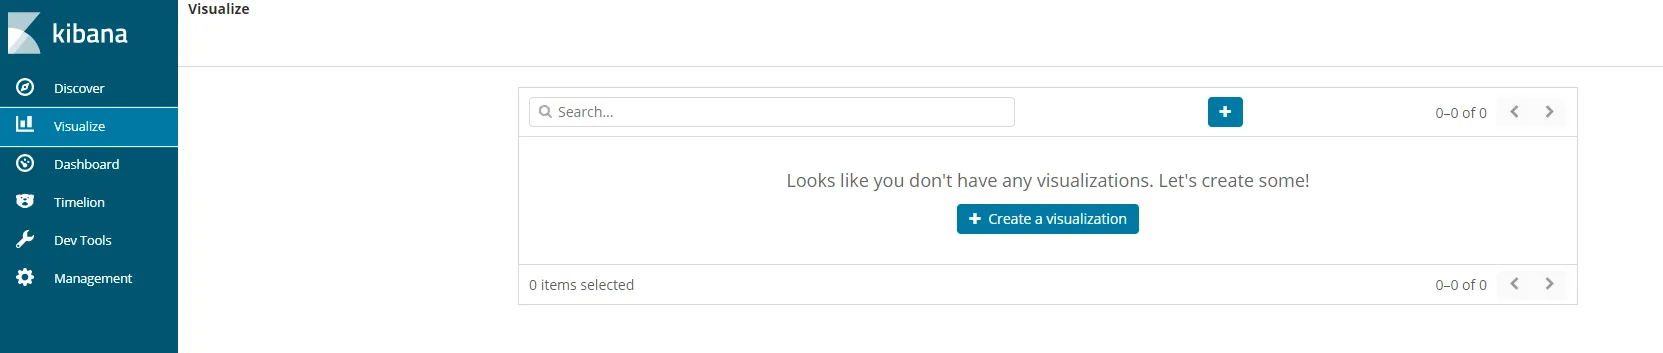 kibana
Discover
Visualize
Dashboard
Timelion
Dev Tools
Management
Visualize
Search...
0–0 of 0
Looks like you don't have any visualizations. Let's create some!
Create a visualization
0 items selected
0–0 of 0